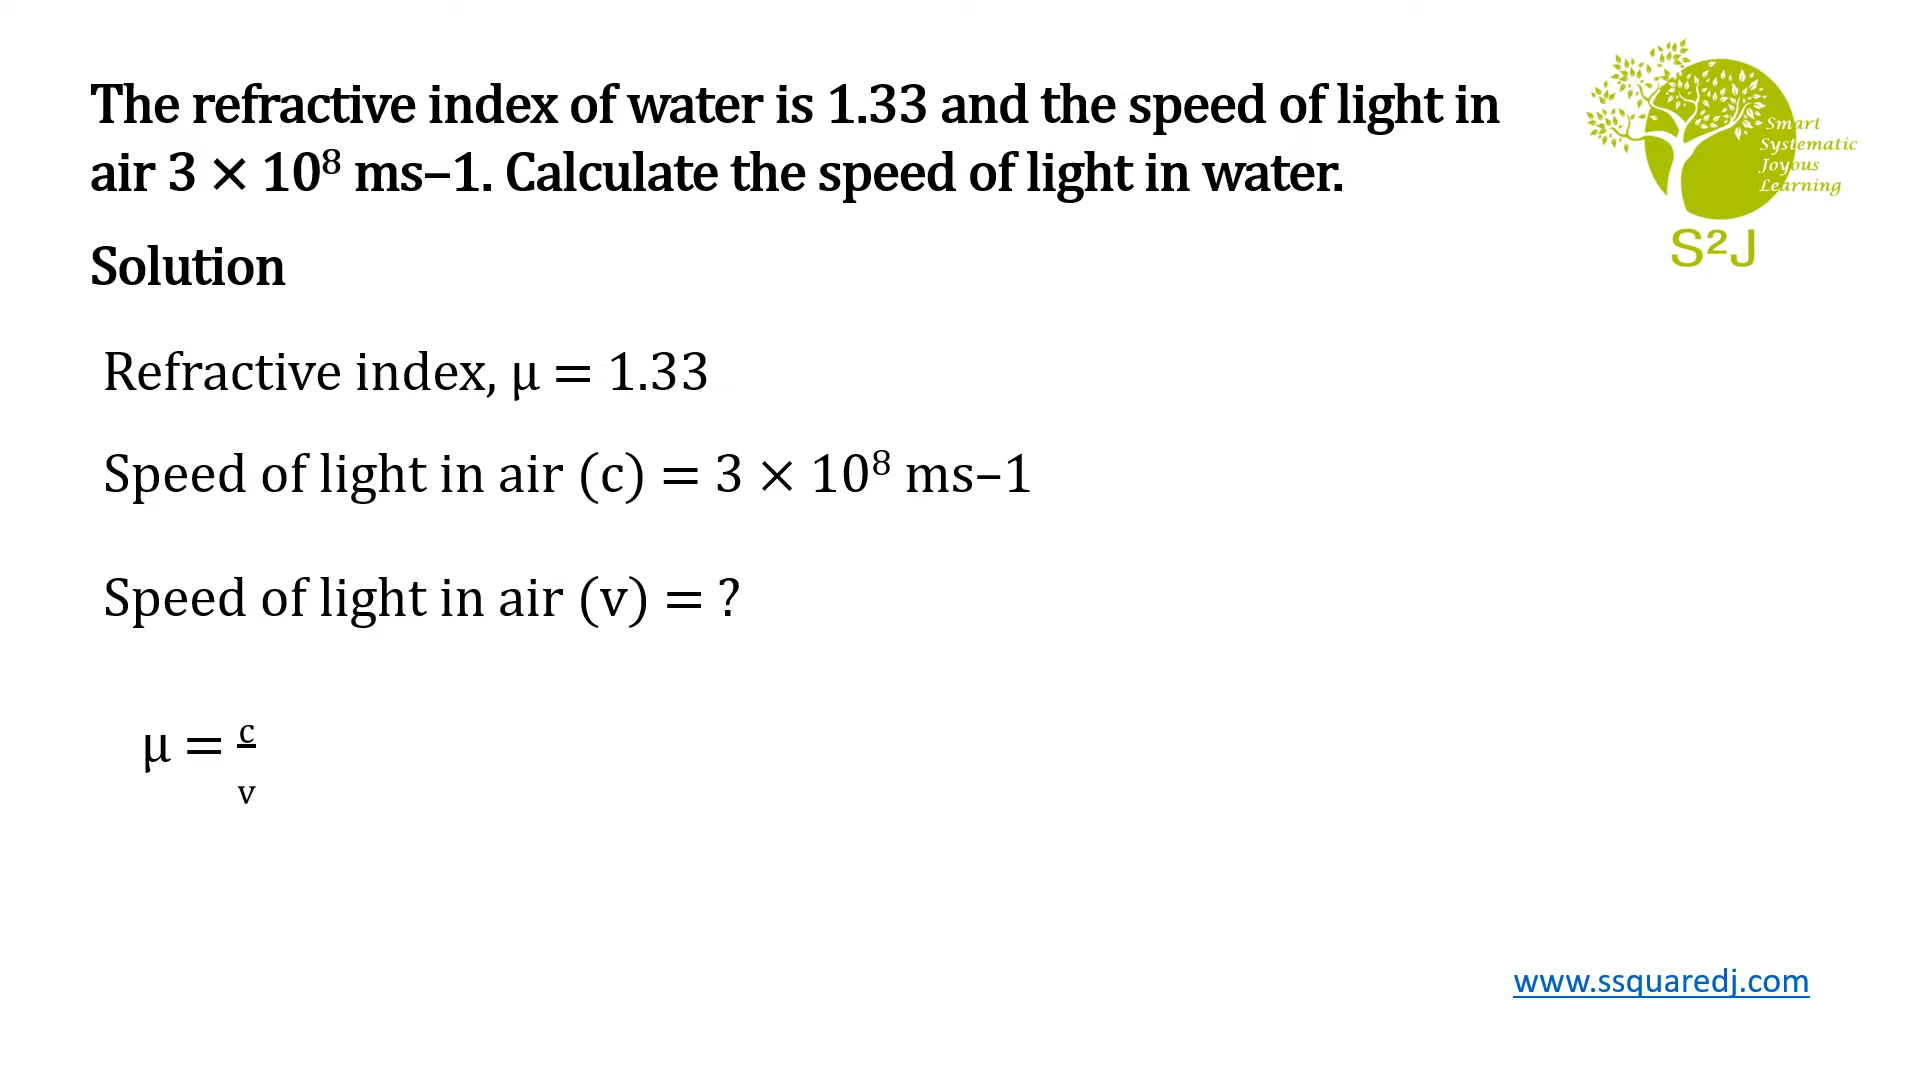 The refractive index of water is 1.33 and the speed of light in
air 3 × 10⁸ ms–1. Calculate the speed of light in water.
Smart
Systematic
Joyous
Learning
S²J
Solution
Refractive index, μ = 1.33
Speed of light in air (c) = 3 × 10⁸ ms–1
Speed of light in air (v) = ?
μ = c/v
www.ssquaredj.com